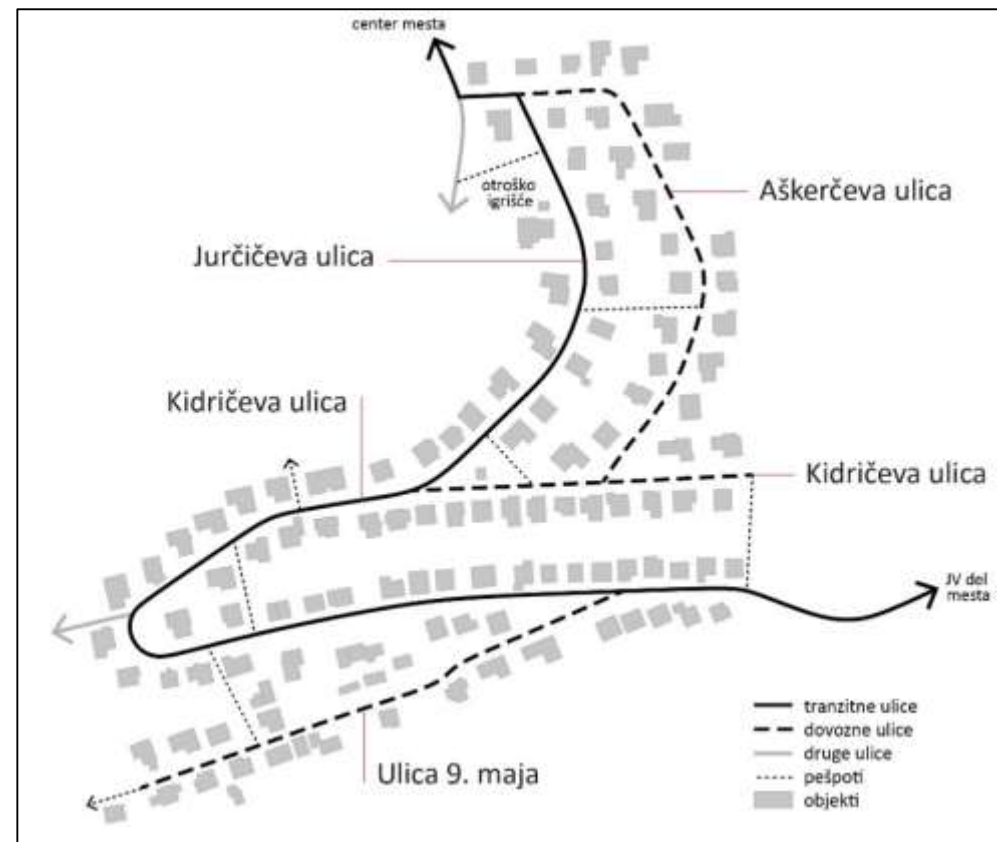 center mesta
Aškerčeva ulica
otroško
igrišče
Jurčičeva ulica
Kidričeva ulica
Kidričeva ulica
JV del
mesta
Ulica 9. maja
tranzitne ulice
dovozne ulice
druge ulice
pešpoti
objekti